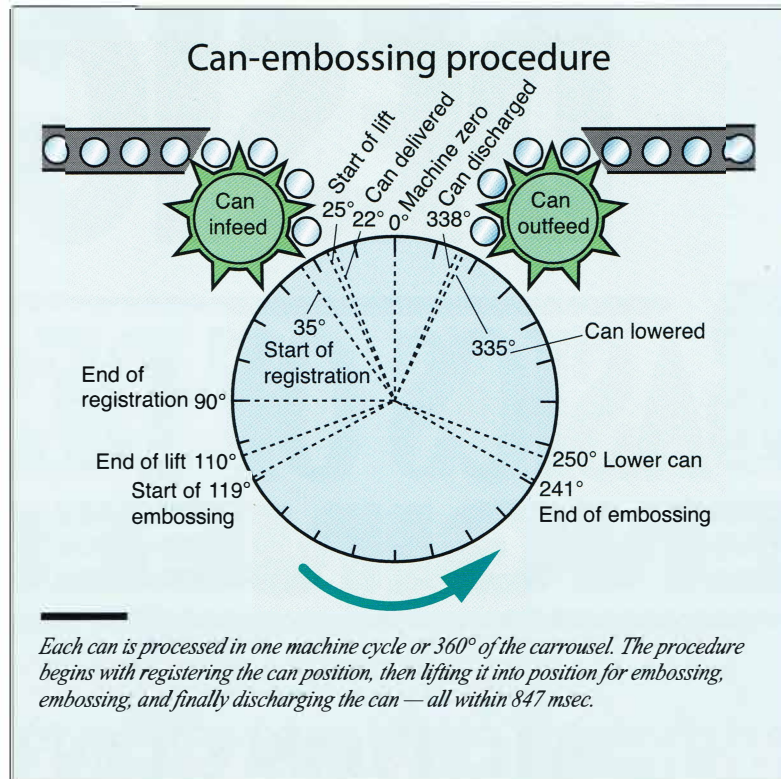 Can-embossing procedure
Start of lift
Can delivered
Machine zero
Can discharged
Can
infeed
Can
outfeed
25°
22°
0°
338°
35°
Start of
registration
335°
Can lowered
End of
registration 90°
End of lift 110°
Start of 119°
embossing
250° Lower can
241°
End of embossing
Each can is processed in one machine cycle or 360° of the carrousel. The procedure
begins with registering the can position, then lifting it into position for embossing,
embossing, and finally discharging the can — all within 847 msec.